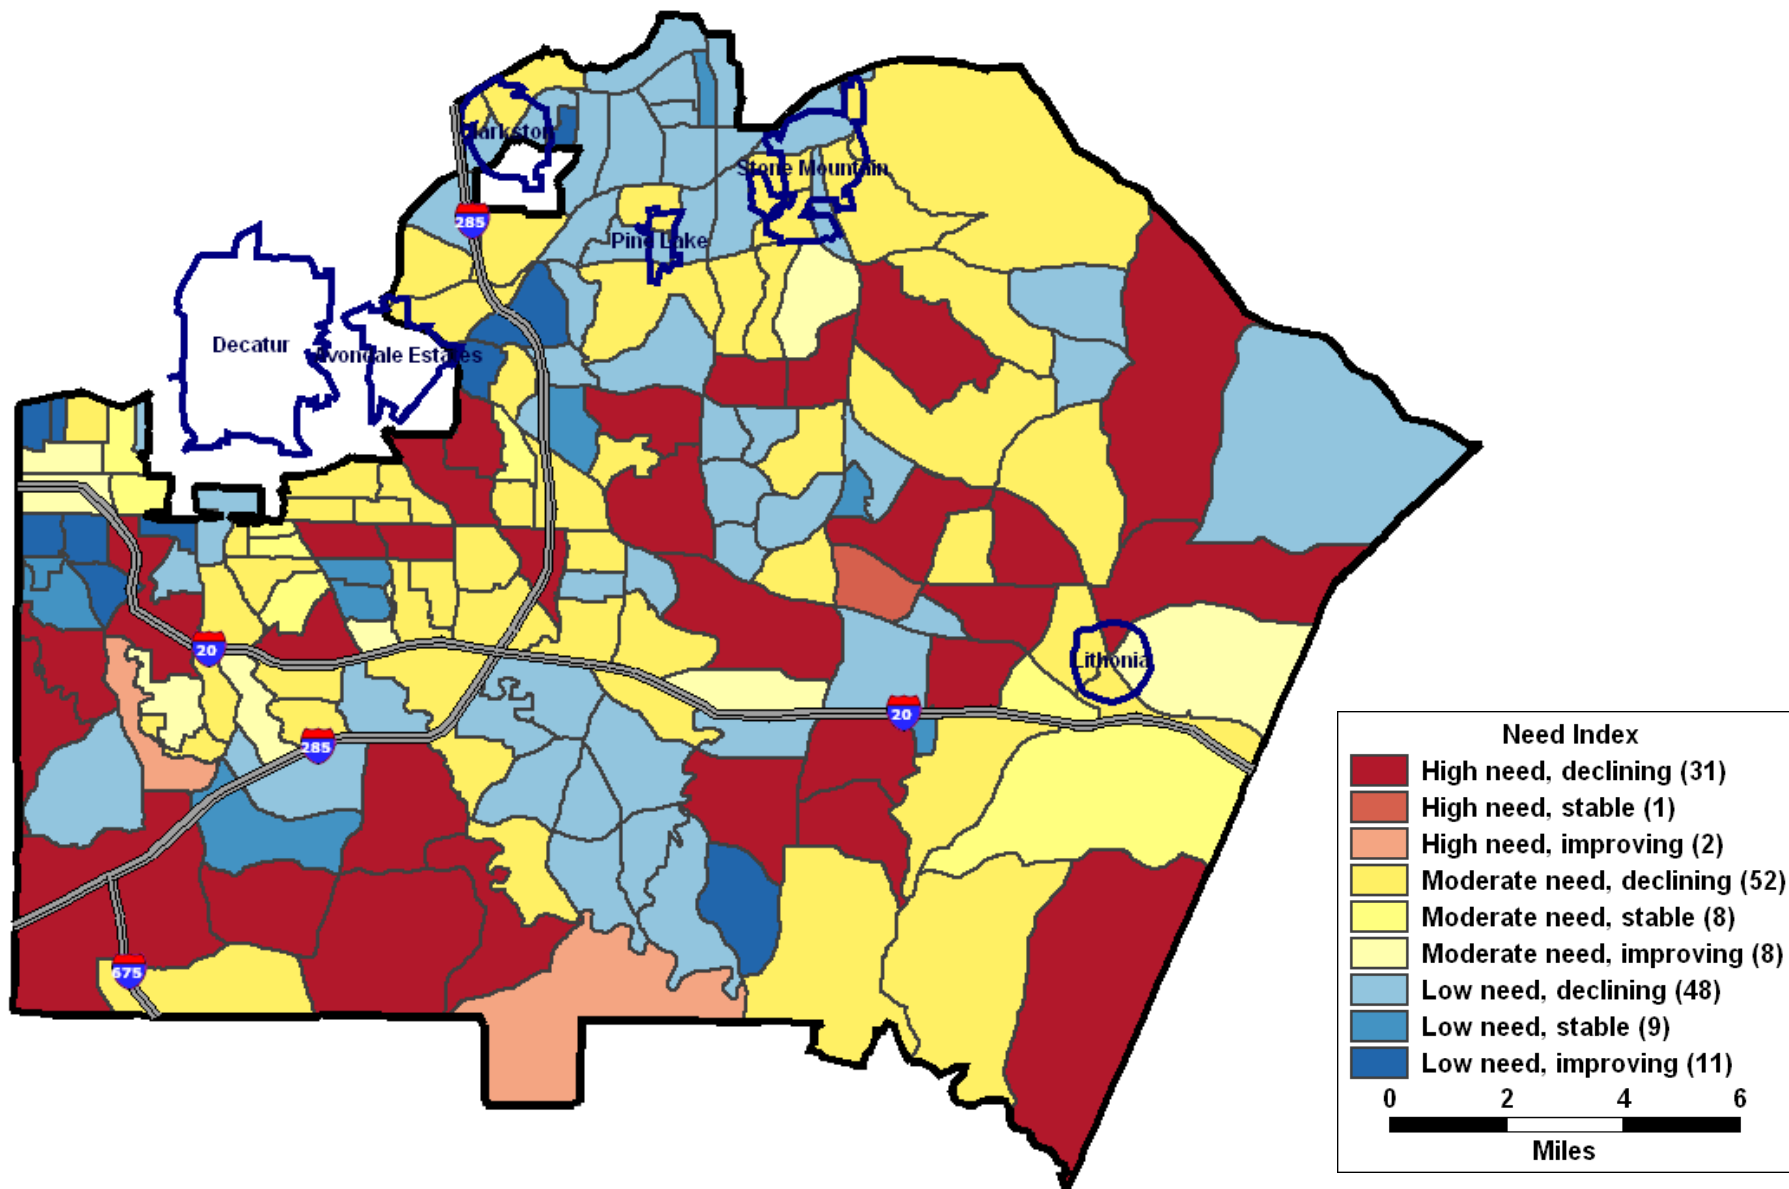 Clarkston
Stone Mountain
285
Pine Lake
Decatur
Avondale Estates
20
Lithonia
20
285
675
Need Index
High need, declining (31)
High need, stable (1)
High need, improving (2)
Moderate need, declining (52)
Moderate need, stable (8)
Moderate need, improving (8)
Low need, declining (48)
Low need, stable (9)
Low need, improving (11)
0 2 4 6
Miles